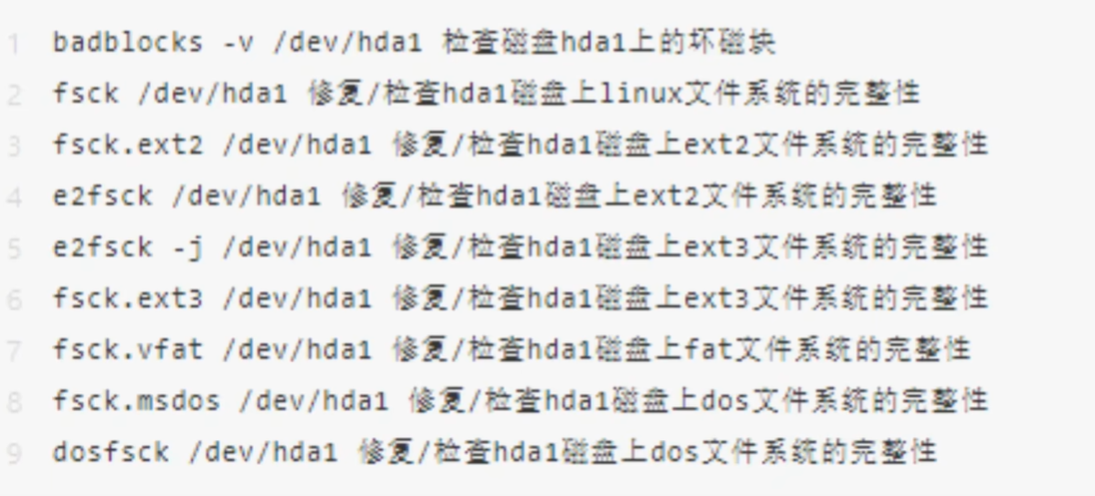 1 badblocks -v /dev/hda1 检查磁盘hda1上的坏磁块
2 fsck /dev/hda1 修复/检查hda1磁盘上linux文件系统的完整性
3 fsck.ext2 /dev/hda1 修复/检查hda1磁盘上ext2文件系统的完整性
4 e2fsck /dev/hda1 修复/检查hda1磁盘上ext2文件系统的完整性
5 e2fsck -j /dev/hda1 修复/检查hda1磁盘上ext3文件系统的完整性
6 fsck.ext3 /dev/hda1 修复/检查hda1磁盘上ext3文件系统的完整性
7 fsck.vfat /dev/hda1 修复/检查hda1磁盘上fat文件系统的完整性
8 fsck.msdos /dev/hda1 修复/检查hda1磁盘上dos文件系统的完整性
9 dosfsck /dev/hda1 修复/检查hda1磁盘上dos文件系统的完整性